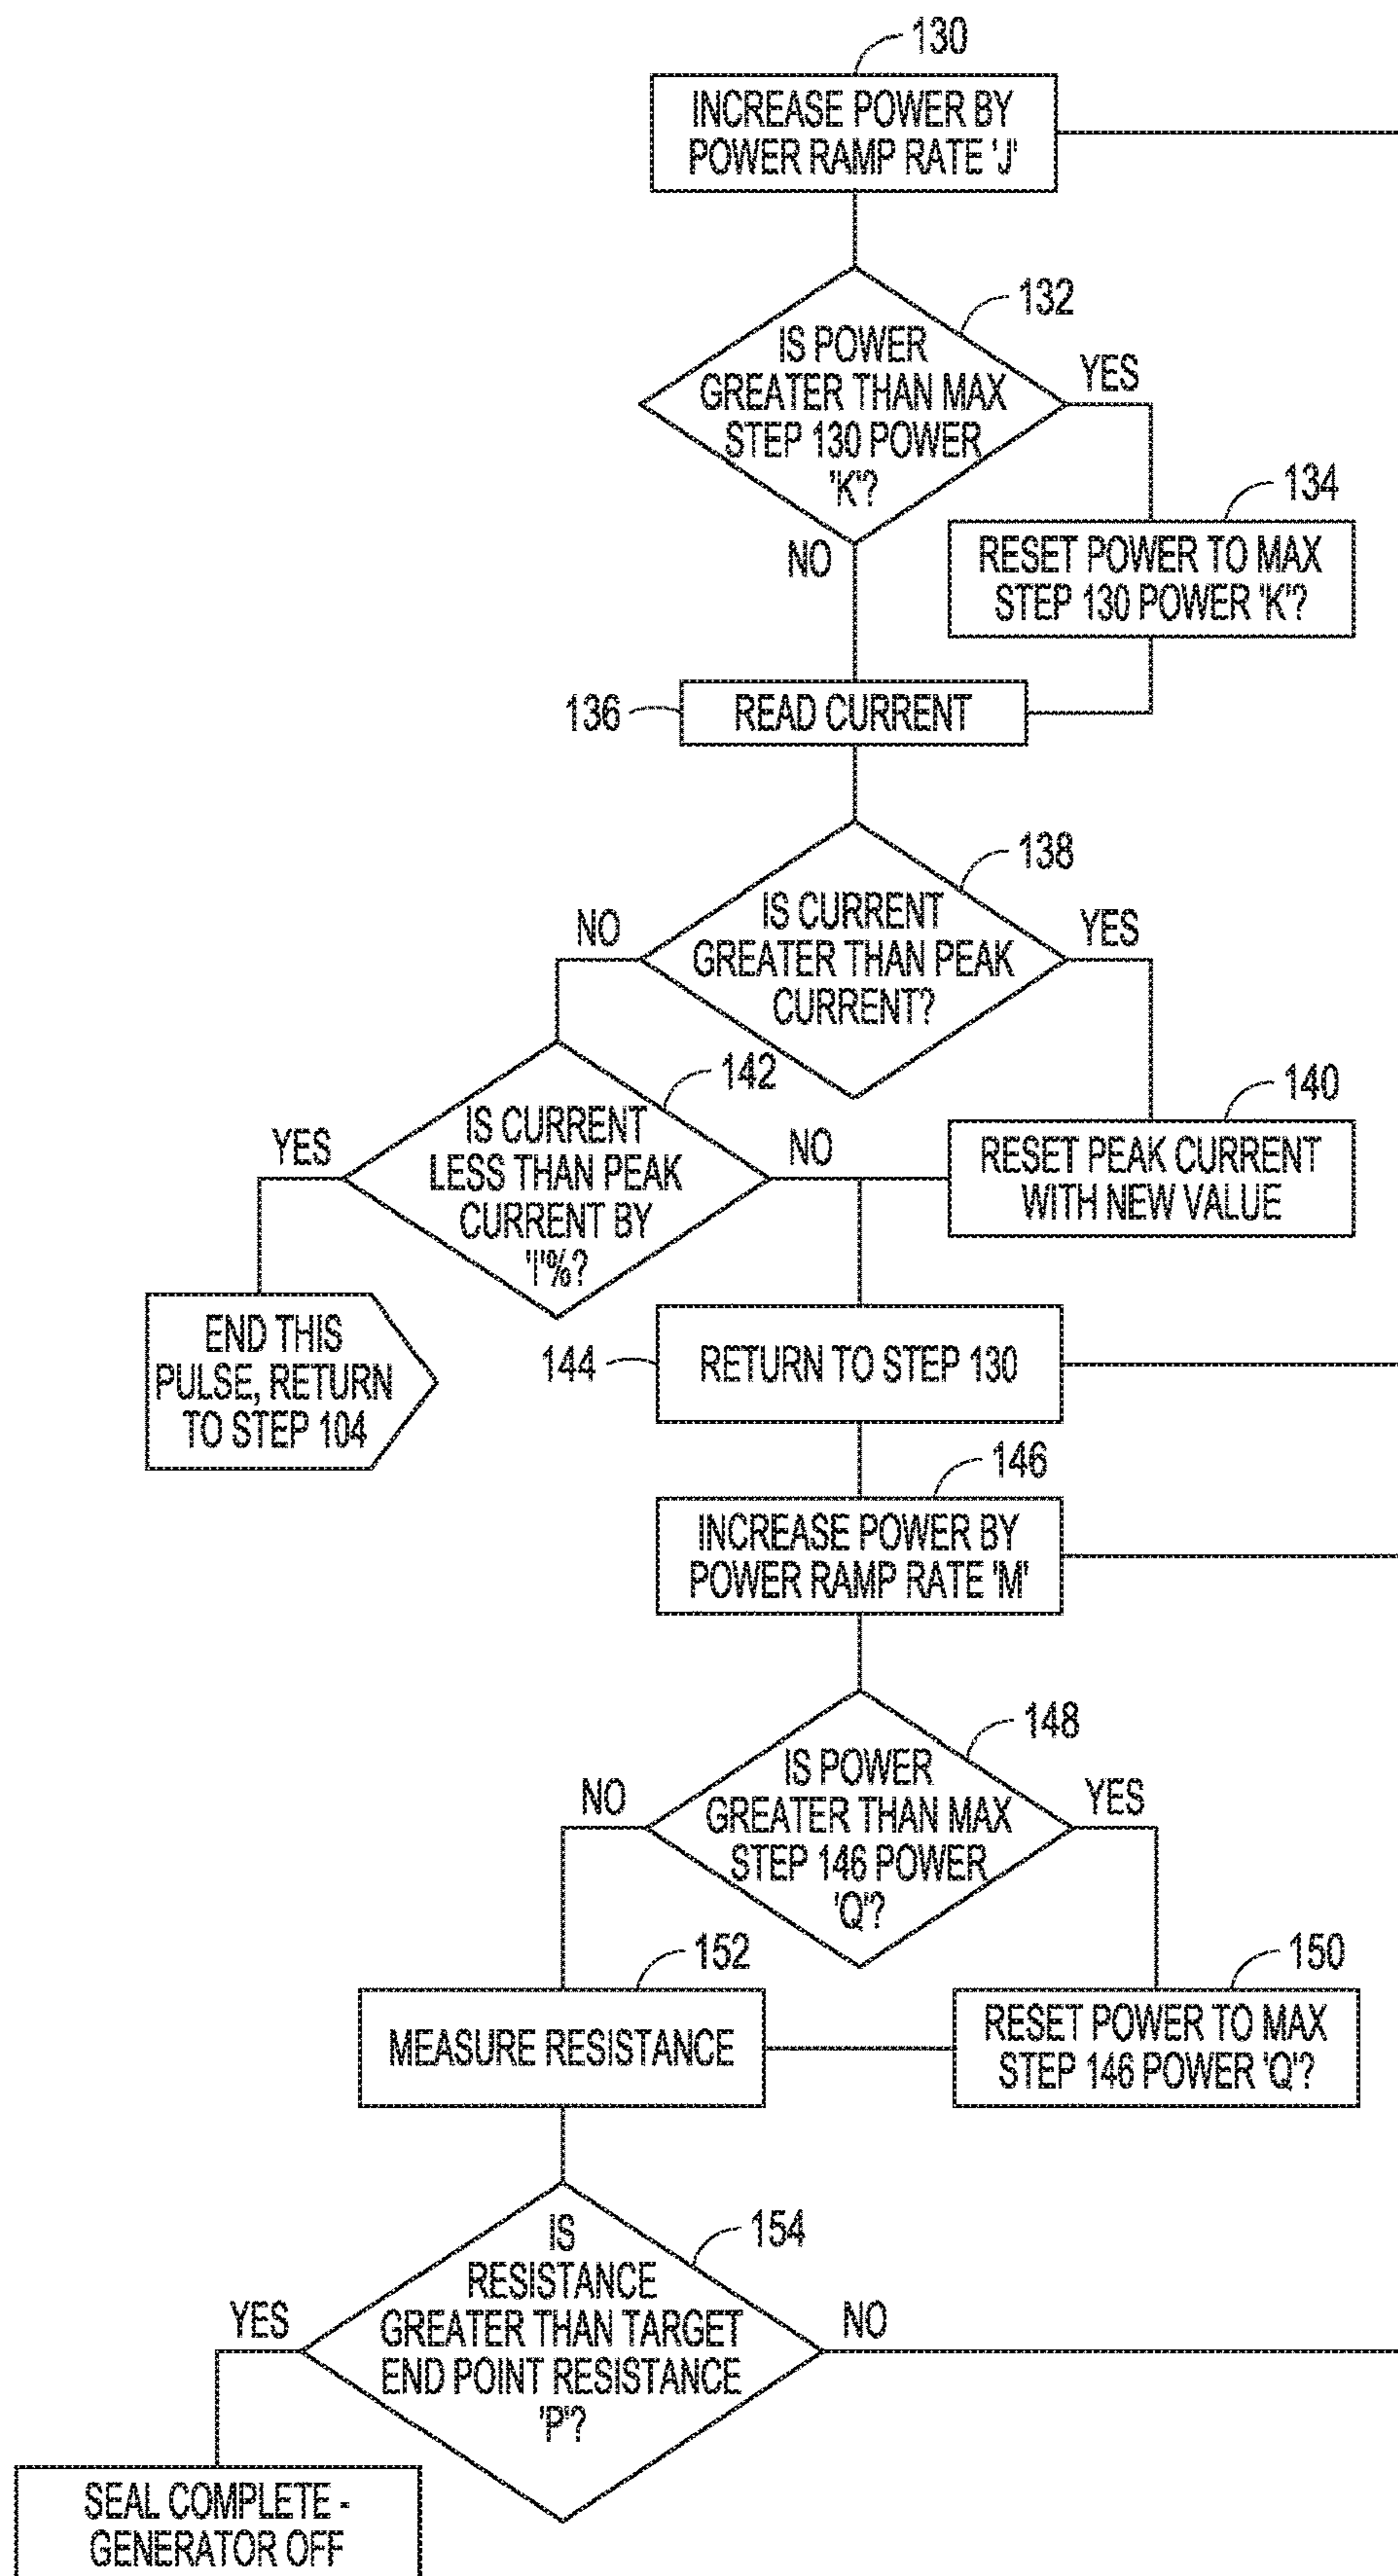 130
INCREASE POWER BY
POWER RAMP RATE 'J'
132
IS POWER
GREATER THAN MAX
STEP 130 POWER
'K'?
YES
NO
134
RESET POWER TO MAX
STEP 130 POWER 'K'?
136
READ CURRENT
138
IS CURRENT
GREATER THAN PEAK
CURRENT?
NO
YES
142
IS CURRENT
LESS THAN PEAK
CURRENT BY
'I'%?
YES
NO
140
RESET PEAK CURRENT
WITH NEW VALUE
END THIS
PULSE, RETURN
TO STEP 104
144
RETURN TO STEP 130
146
INCREASE POWER BY
POWER RAMP RATE 'M'
148
IS POWER
GREATER THAN MAX
STEP 146 POWER
'Q'?
NO
YES
152
MEASURE RESISTANCE
150
RESET POWER TO MAX
STEP 146 POWER 'Q'?
154
IS
RESISTANCE
GREATER THAN TARGET
END POINT RESISTANCE
'P'?
YES
NO
SEAL COMPLETE -
GENERATOR OFF